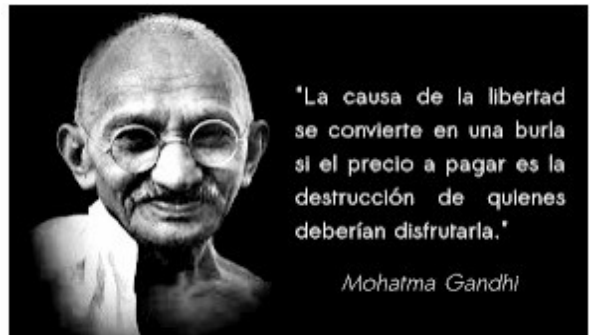 "La causa de la libertad
se convierte en una burla
si el precio a pagar es la
destrucción de quienes
deberían disfrutarla."
Mohatma Gandhi